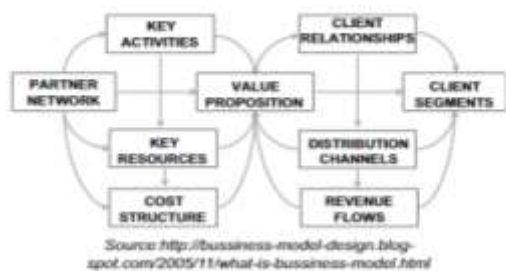 KEY
ACTIVITIES
CLIENT
RELATIONSHIPS
PARTNER
NETWORK
VALUE
PROPOSITION
CLIENT
SEGMENTS
KEY
RESOURCES
DISTRIBUTION
CHANNELS
COST
STRUCTURE
REVENUE
FLOWS
Source:http://bussiness-model-design.blog-
spot.com/2005/11/what-is-bussiness-model.html